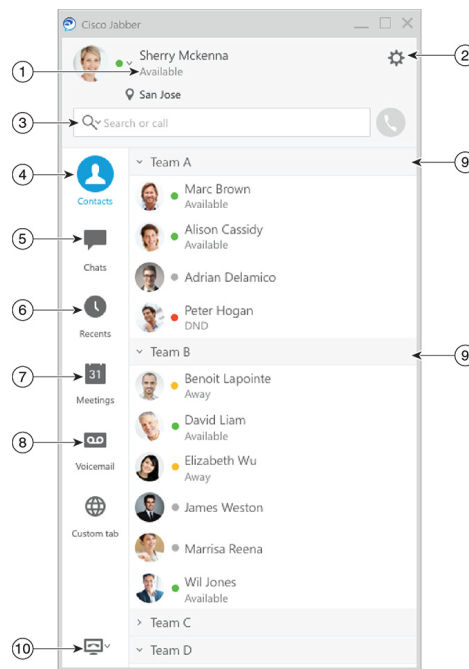 Cisco Jabber
Sherry Mckenna
Available
San Jose
Search or call
1
2
3
4
5
6
7
8
9
9
10
Contacts
Chats
Recents
31
Meetings
Voicemail
Custom tab
Team A
Marc Brown
Available
Alison Cassidy
Available
Adrian Delamico
Peter Hogan
DND
Team B
Benoit Lapointe
Away
David Liam
Available
Elizabeth Wu
Away
James Weston
Marrisa Reena
Wil Jones
Available
Team C
Team D